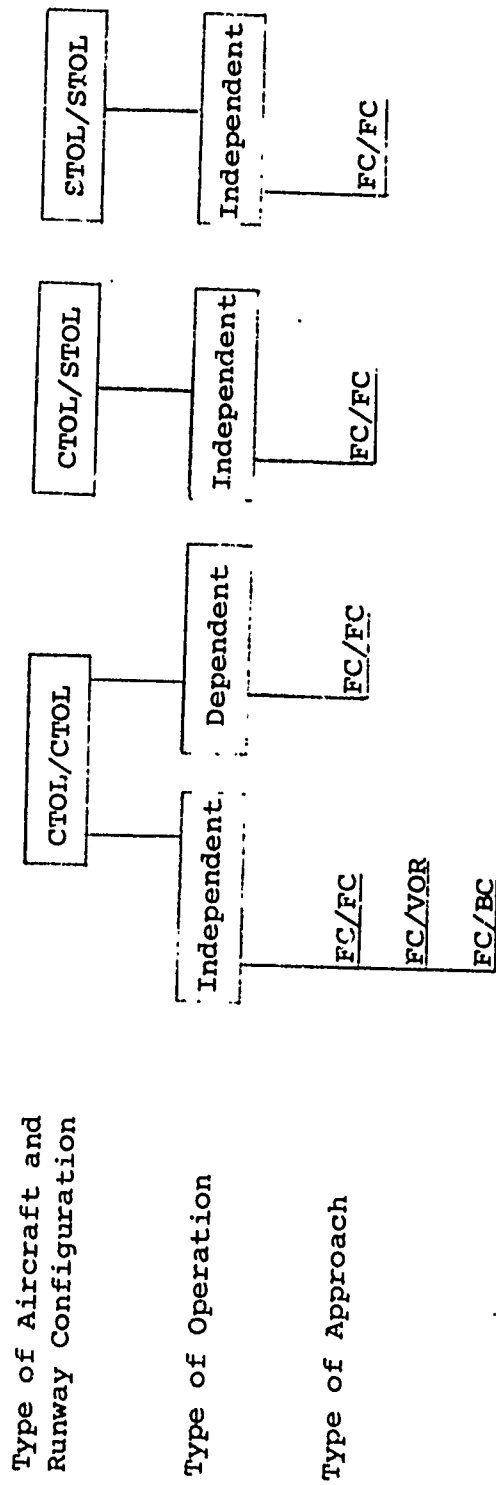 Type of Aircraft and
Runway Configuration
CTOL/CTOL
CTOL/STOL
STOL/STOL
Type of Operation
Independent
Dependent
Independent
Independent
Type of Approach
FC/FC
FC/FC
FC/FC
FC/FC
FC/VOR
FC/BC